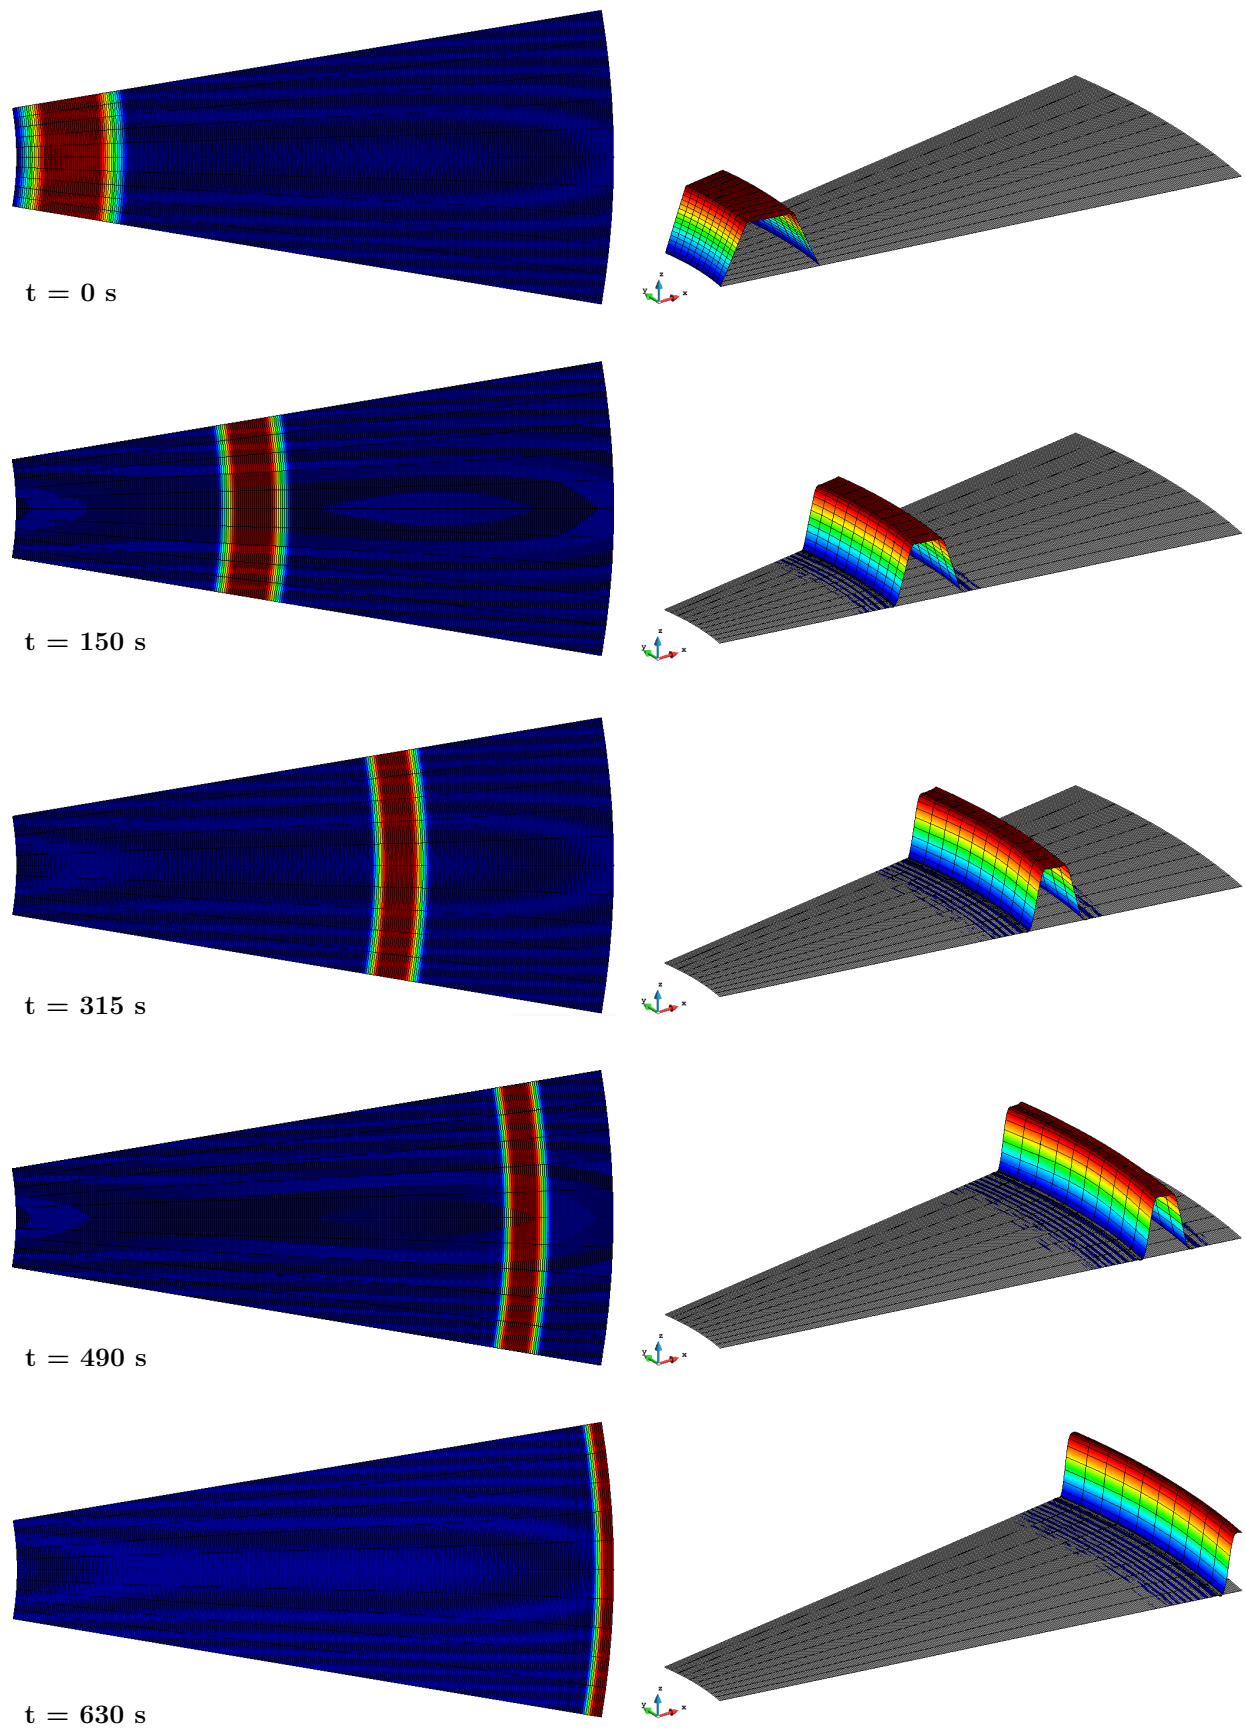 z
y
x
t = 0 s
z
y
x
t = 150 s
z
y
x
t = 315 s
z
y
x
t = 490 s
z
y
x
t = 630 s